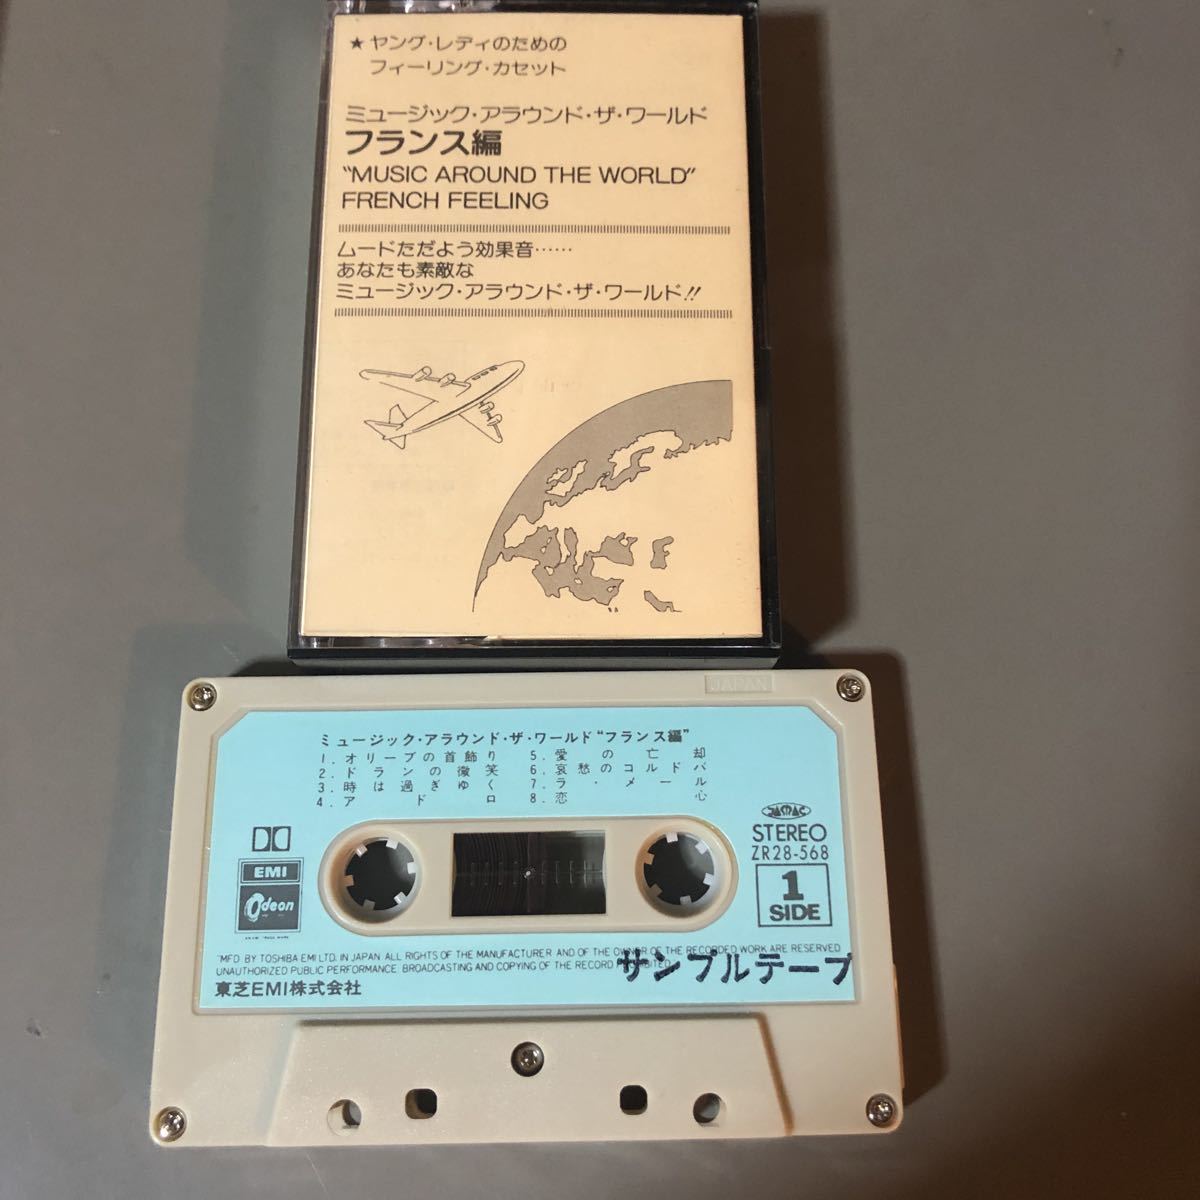 ★ ヤング・レディのための
フィーリング・カセット
ミュージック・アラウンド・ザ・ワールド
フランス編
"MUSIC AROUND THE WORLD"
FRENCH FEELING
ムードただよう効果音……
あなたも素敵な
ミュージック・アラウンド・ザ・ワールド!!
JAPAN
ミュージック・アラウンド・ザ・ワールド“フランス編”
1. オリーブの首飾り
2. ドランの微笑
3. 時は過ぎゆく
4. アドロ
5. 愛の亡却
6. 哀愁のコルドバ
7. ラ・メール
8. 恋心
JASRAC
STEREO
ZR28-568
1
SIDE
EMI
Odeon
MFD BY TOSHIBA EMI LTD. IN JAPAN ALL RIGHTS OF THE MANUFACTURER AND OF THE OWNER OF THE RECORDED WORK ARE RESERVED
UNAUTHORIZED PUBLIC PERFORMANCE BROADCASTING AND COPYING OF THE RECORD PROHIBITED
東芝EMI株式会社
サンプルテープ